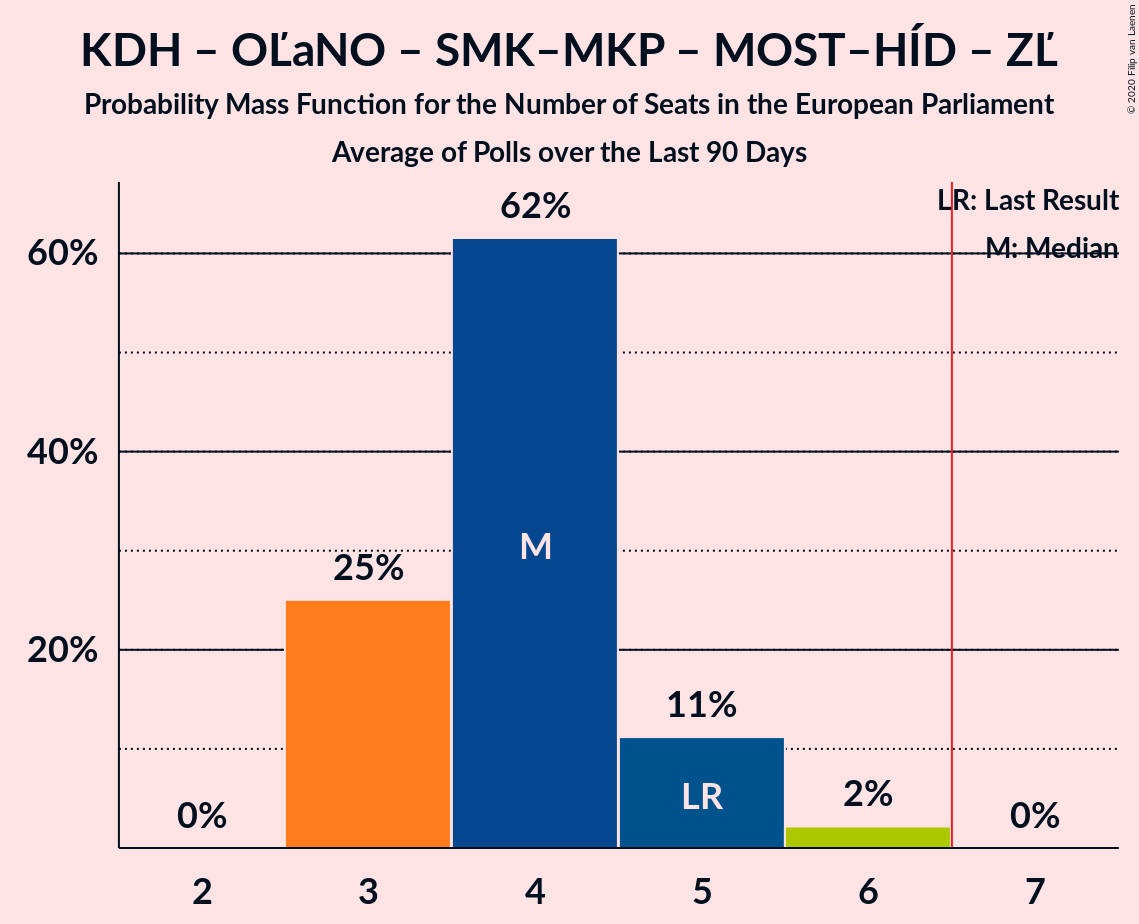 KDH – OĽaNO – SMK–MKP – MOST–HÍD – ZĽ
Probability Mass Function for the Number of Seats in the European Parliament
Average of Polls over the Last 90 Days
© 2020 Filip van Laenen
LR: Last Result
M: Median
60%
40%
20%
0%
25%
62%
11%
2%
0%
M
LR
2 3 4 5 6 7